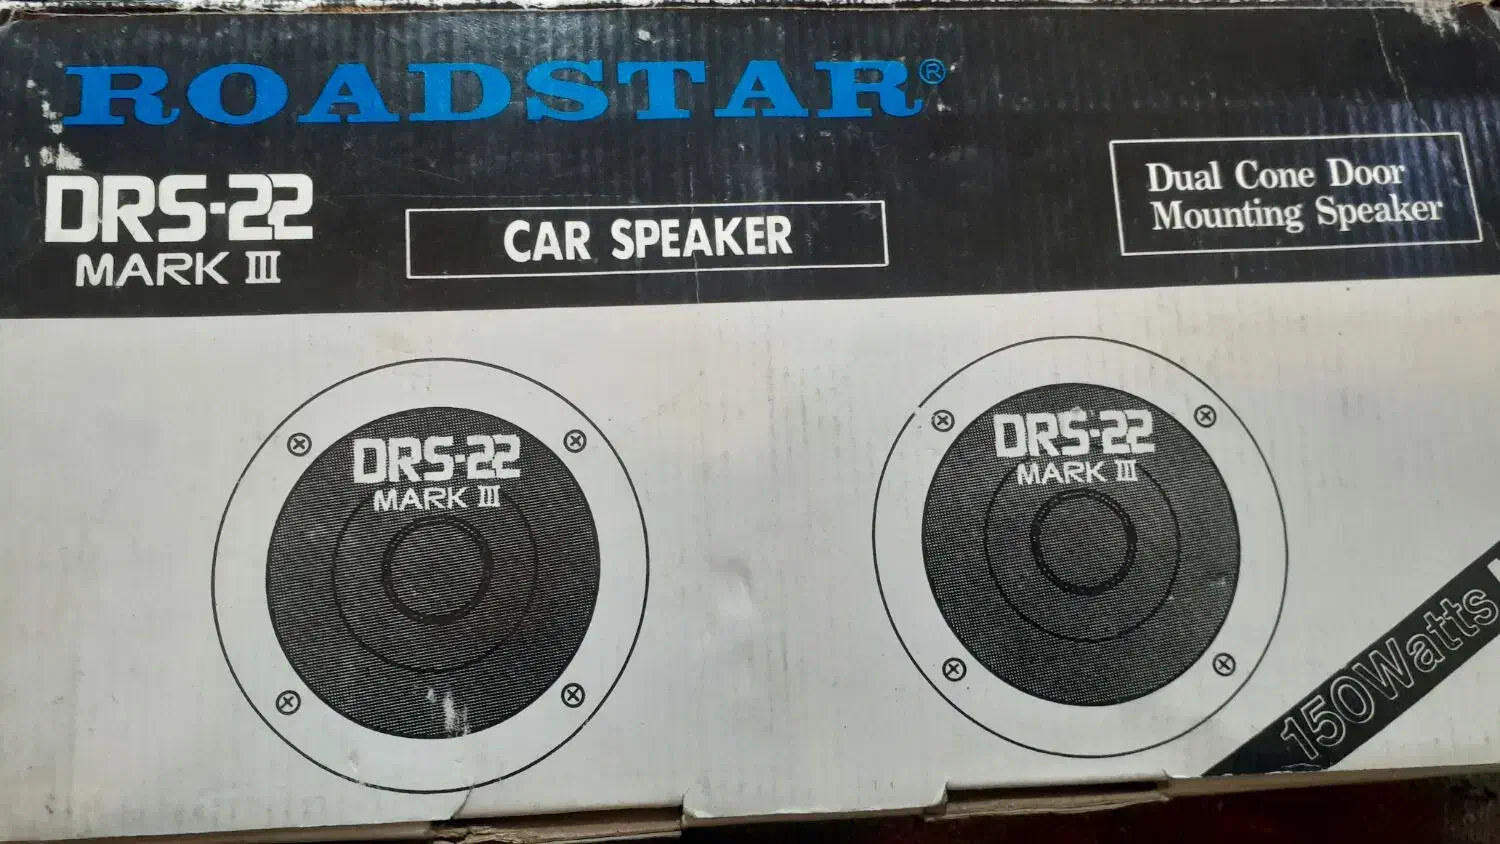 ROADSTAR®
DRS-22
MARK III
CAR SPEAKER
Dual Cone Door
Mounting Speaker
DRS-22
MARK III
DRS-22
MARK III
150Watts